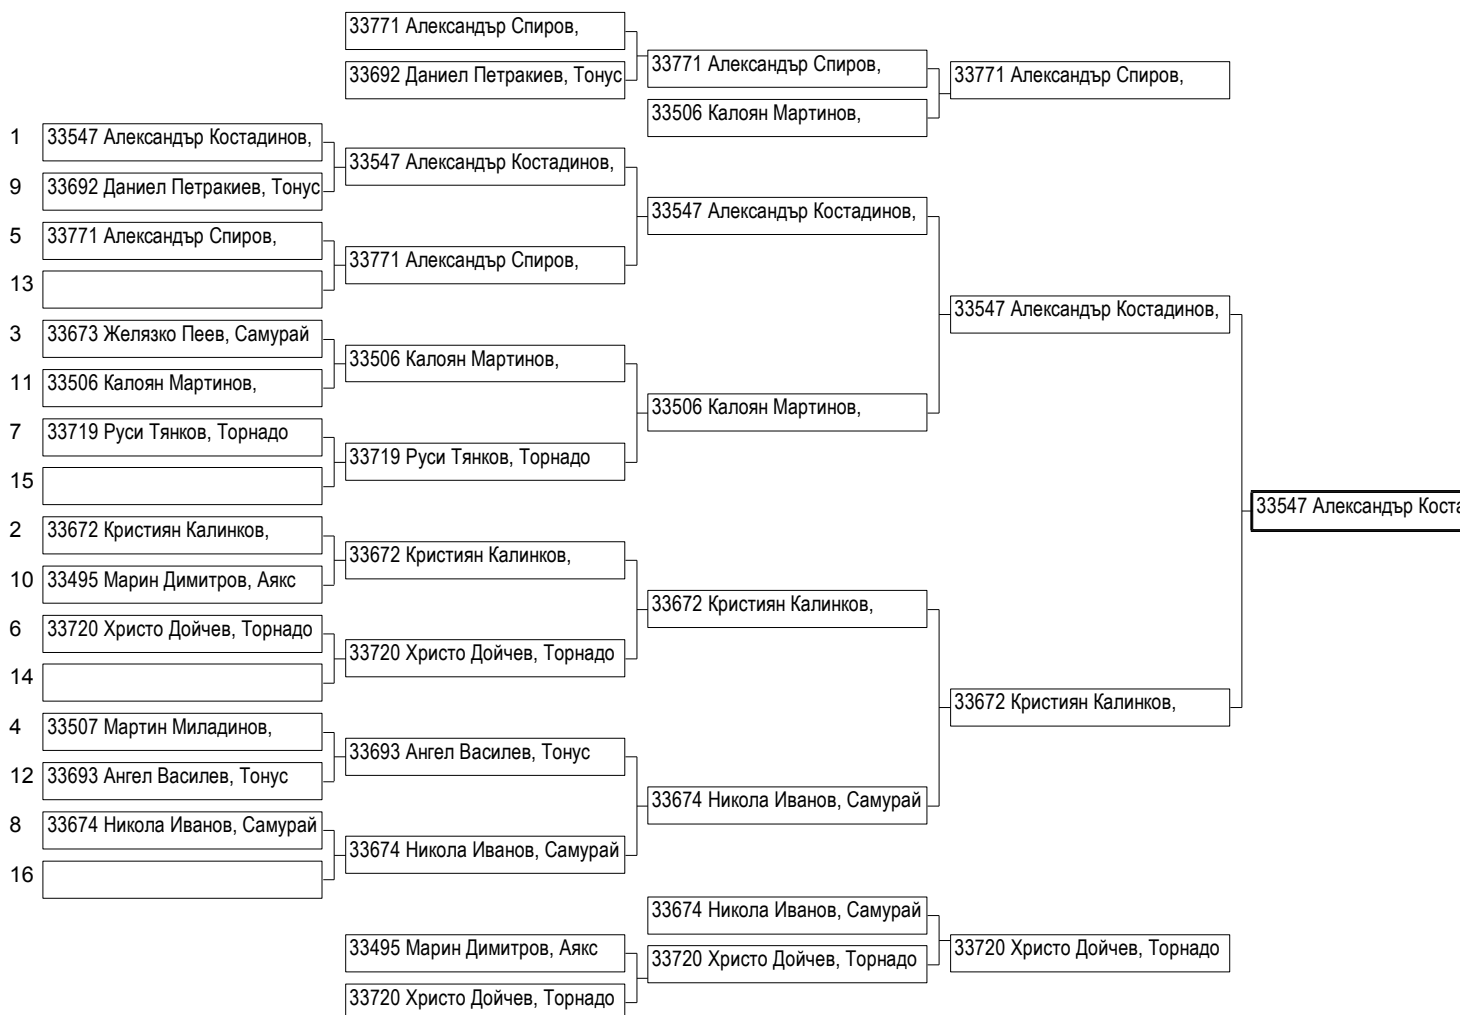 33771 Александър Спиров,
33692 Даниел Петракиев, Тонус
33771 Александър Спиров,
33506 Калоян Мартинов,
33771 Александър Спиров,
1 33547 Александър Костадинов,
9 33692 Даниел Петракиев, Тонус
5 33771 Александър Спиров,
13
3 33673 Желязко Пеев, Самурай
11 33506 Калоян Мартинов,
7 33719 Руси Тянков, Торнадо
15
2 33672 Кристиян Калинков,
10 33495 Марин Димитров, Аякс
6 33720 Христо Дойчев, Торнадо
14
4 33507 Мартин Миладинов,
12 33693 Ангел Василев, Тонус
8 33674 Никола Иванов, Самурай
16
33547 Александър Костадинов,
33771 Александър Спиров,
33506 Калоян Мартинов,
33719 Руси Тянков, Торнадо
33672 Кристиян Калинков,
33720 Христо Дойчев, Торнадо
33693 Ангел Василев, Тонус
33674 Никола Иванов, Самурай
33547 Александър Костадинов,
33506 Калоян Мартинов,
33672 Кристиян Калинков,
33674 Никола Иванов, Самурай
33547 Александър Костадинов,
33672 Кристиян Калинков,
33547 Александър
33495 Марин Димитров, Аякс
33720 Христо Дойчев, Торнадо
33674 Никола Иванов, Самурай
33720 Христо Дойчев, Торнадо
33720 Христо Дойчев, Торнадо